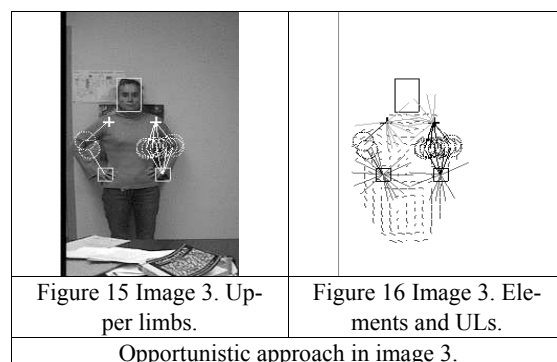 Figure 15 Image 3. Up-
per limbs.
Figure 16 Image 3. Ele-
ments and ULs.
Opportunistic approach in image 3.